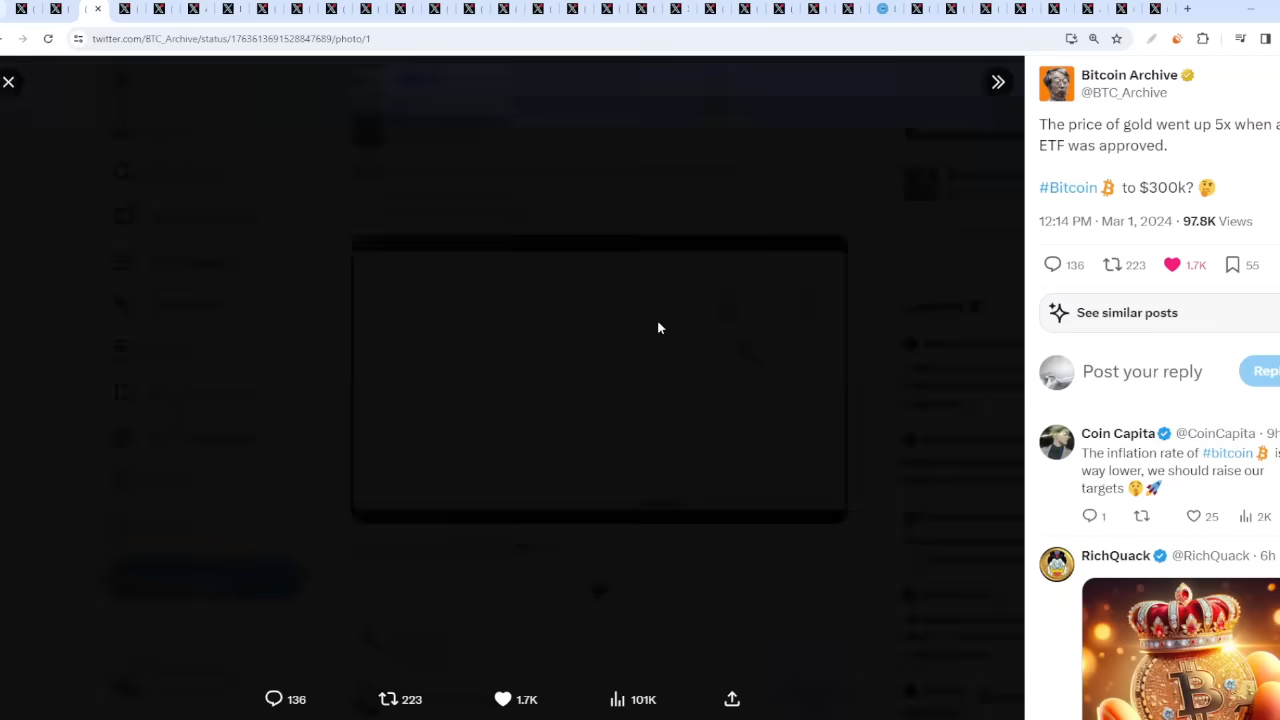 twitter.com/BTC_Archive/status/1763613691528847689/photo/1
Bitcoin Archive
@BTC_Archive
The price of gold went up 5x when a
ETF was approved.
#Bitcoin to $300k? 🤔
12:14 PM · Mar 1, 2024 · 97.8K Views
136 223 1.7K 55
See similar posts
Post your reply
Coin Capita @CoinCapita · 9h
The inflation rate of #bitcoin
way lower, we should raise our
targets 🤫🚀
1 25 2K
RichQuack @RichQuack · 6h
136 223 1.7K 101K